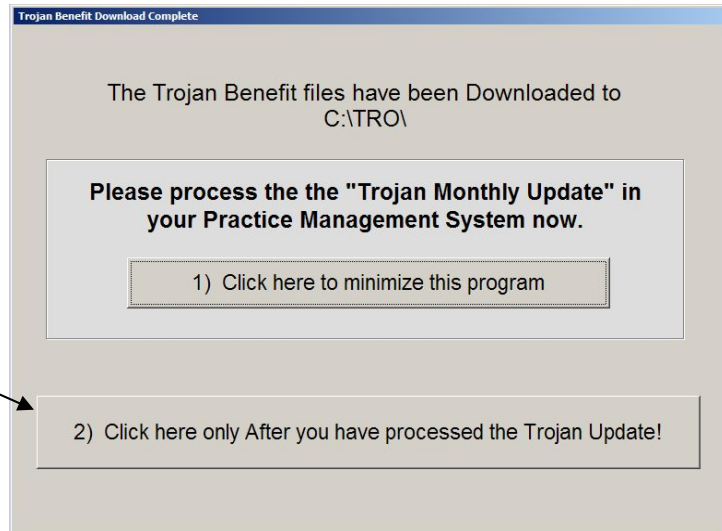 Trojan Benefit Download Complete
The Trojan Benefit files have been Downloaded to
C:\TRO\
Please process the the "Trojan Monthly Update" in
your Practice Management System now.
1) Click here to minimize this program
2) Click here only After you have processed the Trojan Update!